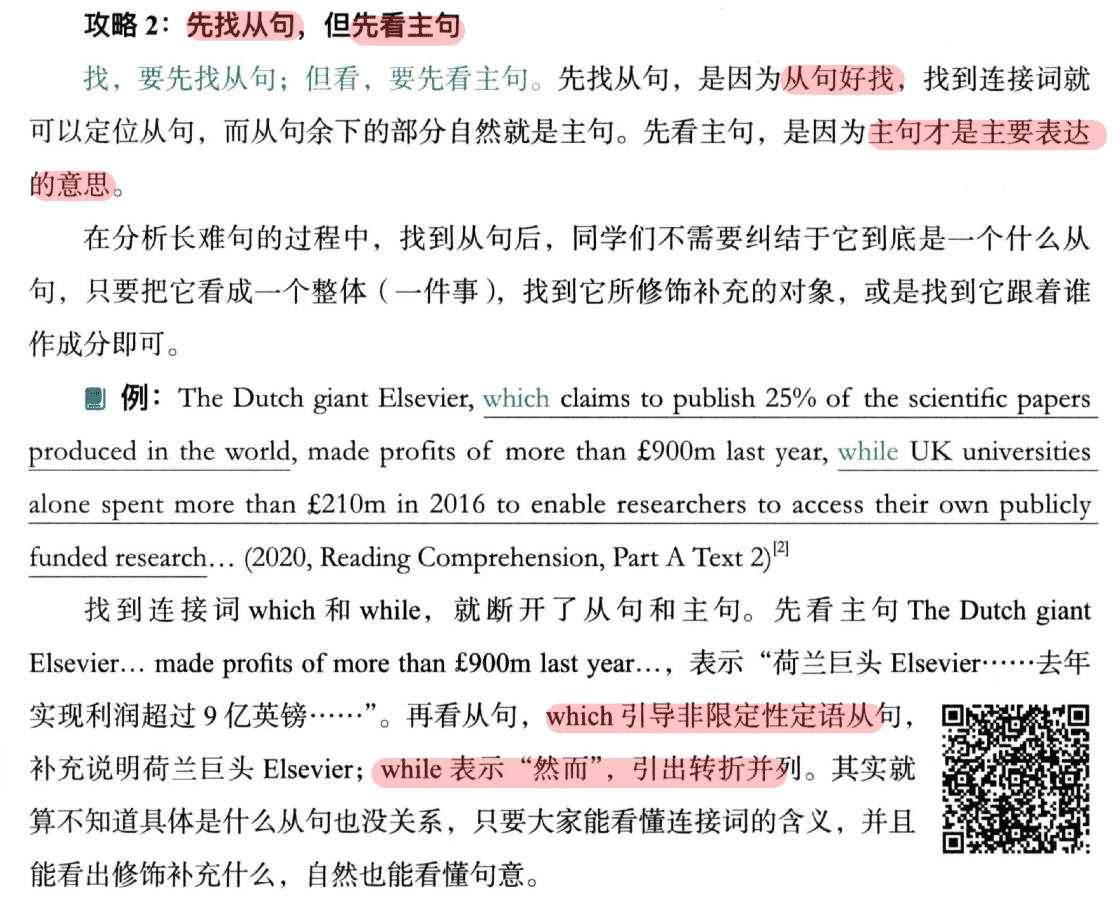 攻略 2：先找从句，但先看主句
找，要先找从句；但看，要先看主句。先找从句，是因为从句好找，找到连接词就
可以定位从句，而从句余下的部分自然就是主句。先看主句，是因为主句才是主要表达
的意思。
在分析长难句的过程中，找到从句后，同学们不需要纠结于它到底是一个什么从
句，只要把它看成一个整体（一件事），找到它所修饰补充的对象，或是找到它跟着谁
作成分即可。
例：The Dutch giant Elsevier, which claims to publish 25% of the scientific papers
produced in the world, made profits of more than £900m last year, while UK universities
alone spent more than £210m in 2016 to enable researchers to access their own publicly
funded research… (2020, Reading Comprehension, Part A Text 2)[2]
找到连接词 which 和 while，就断开了从句和主句。先看主句 The Dutch giant
Elsevier… made profits of more than £900m last year…，表示“荷兰巨头 Elsevier……去年
实现利润超过 9 亿英镑……”。再看从句，which 引导非限定性定语从句，
补充说明荷兰巨头 Elsevier；while 表示“然而”，引出转折并列。其实就
算不知道具体是什么从句也没关系，只要大家能看懂连接词的含义，并且
能看出修饰补充什么，自然也能看懂句意。